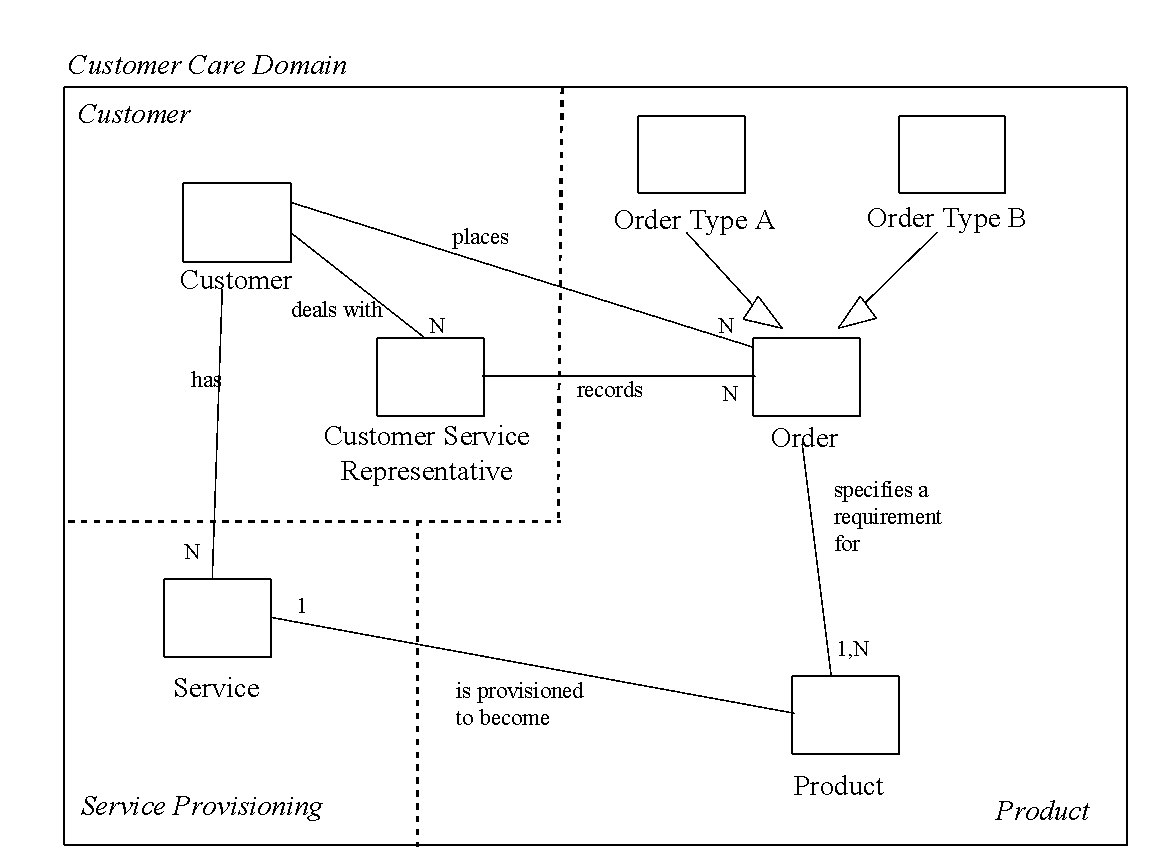 Customer Care Domain
Customer
Order Type A
Order Type B
places
Customer
deals with
N
N
has
records
N
Customer Service
Representative
Order
specifies a
requirement
for
N
1
1,N
Service
is provisioned
to become
Product
Service Provisioning
Product